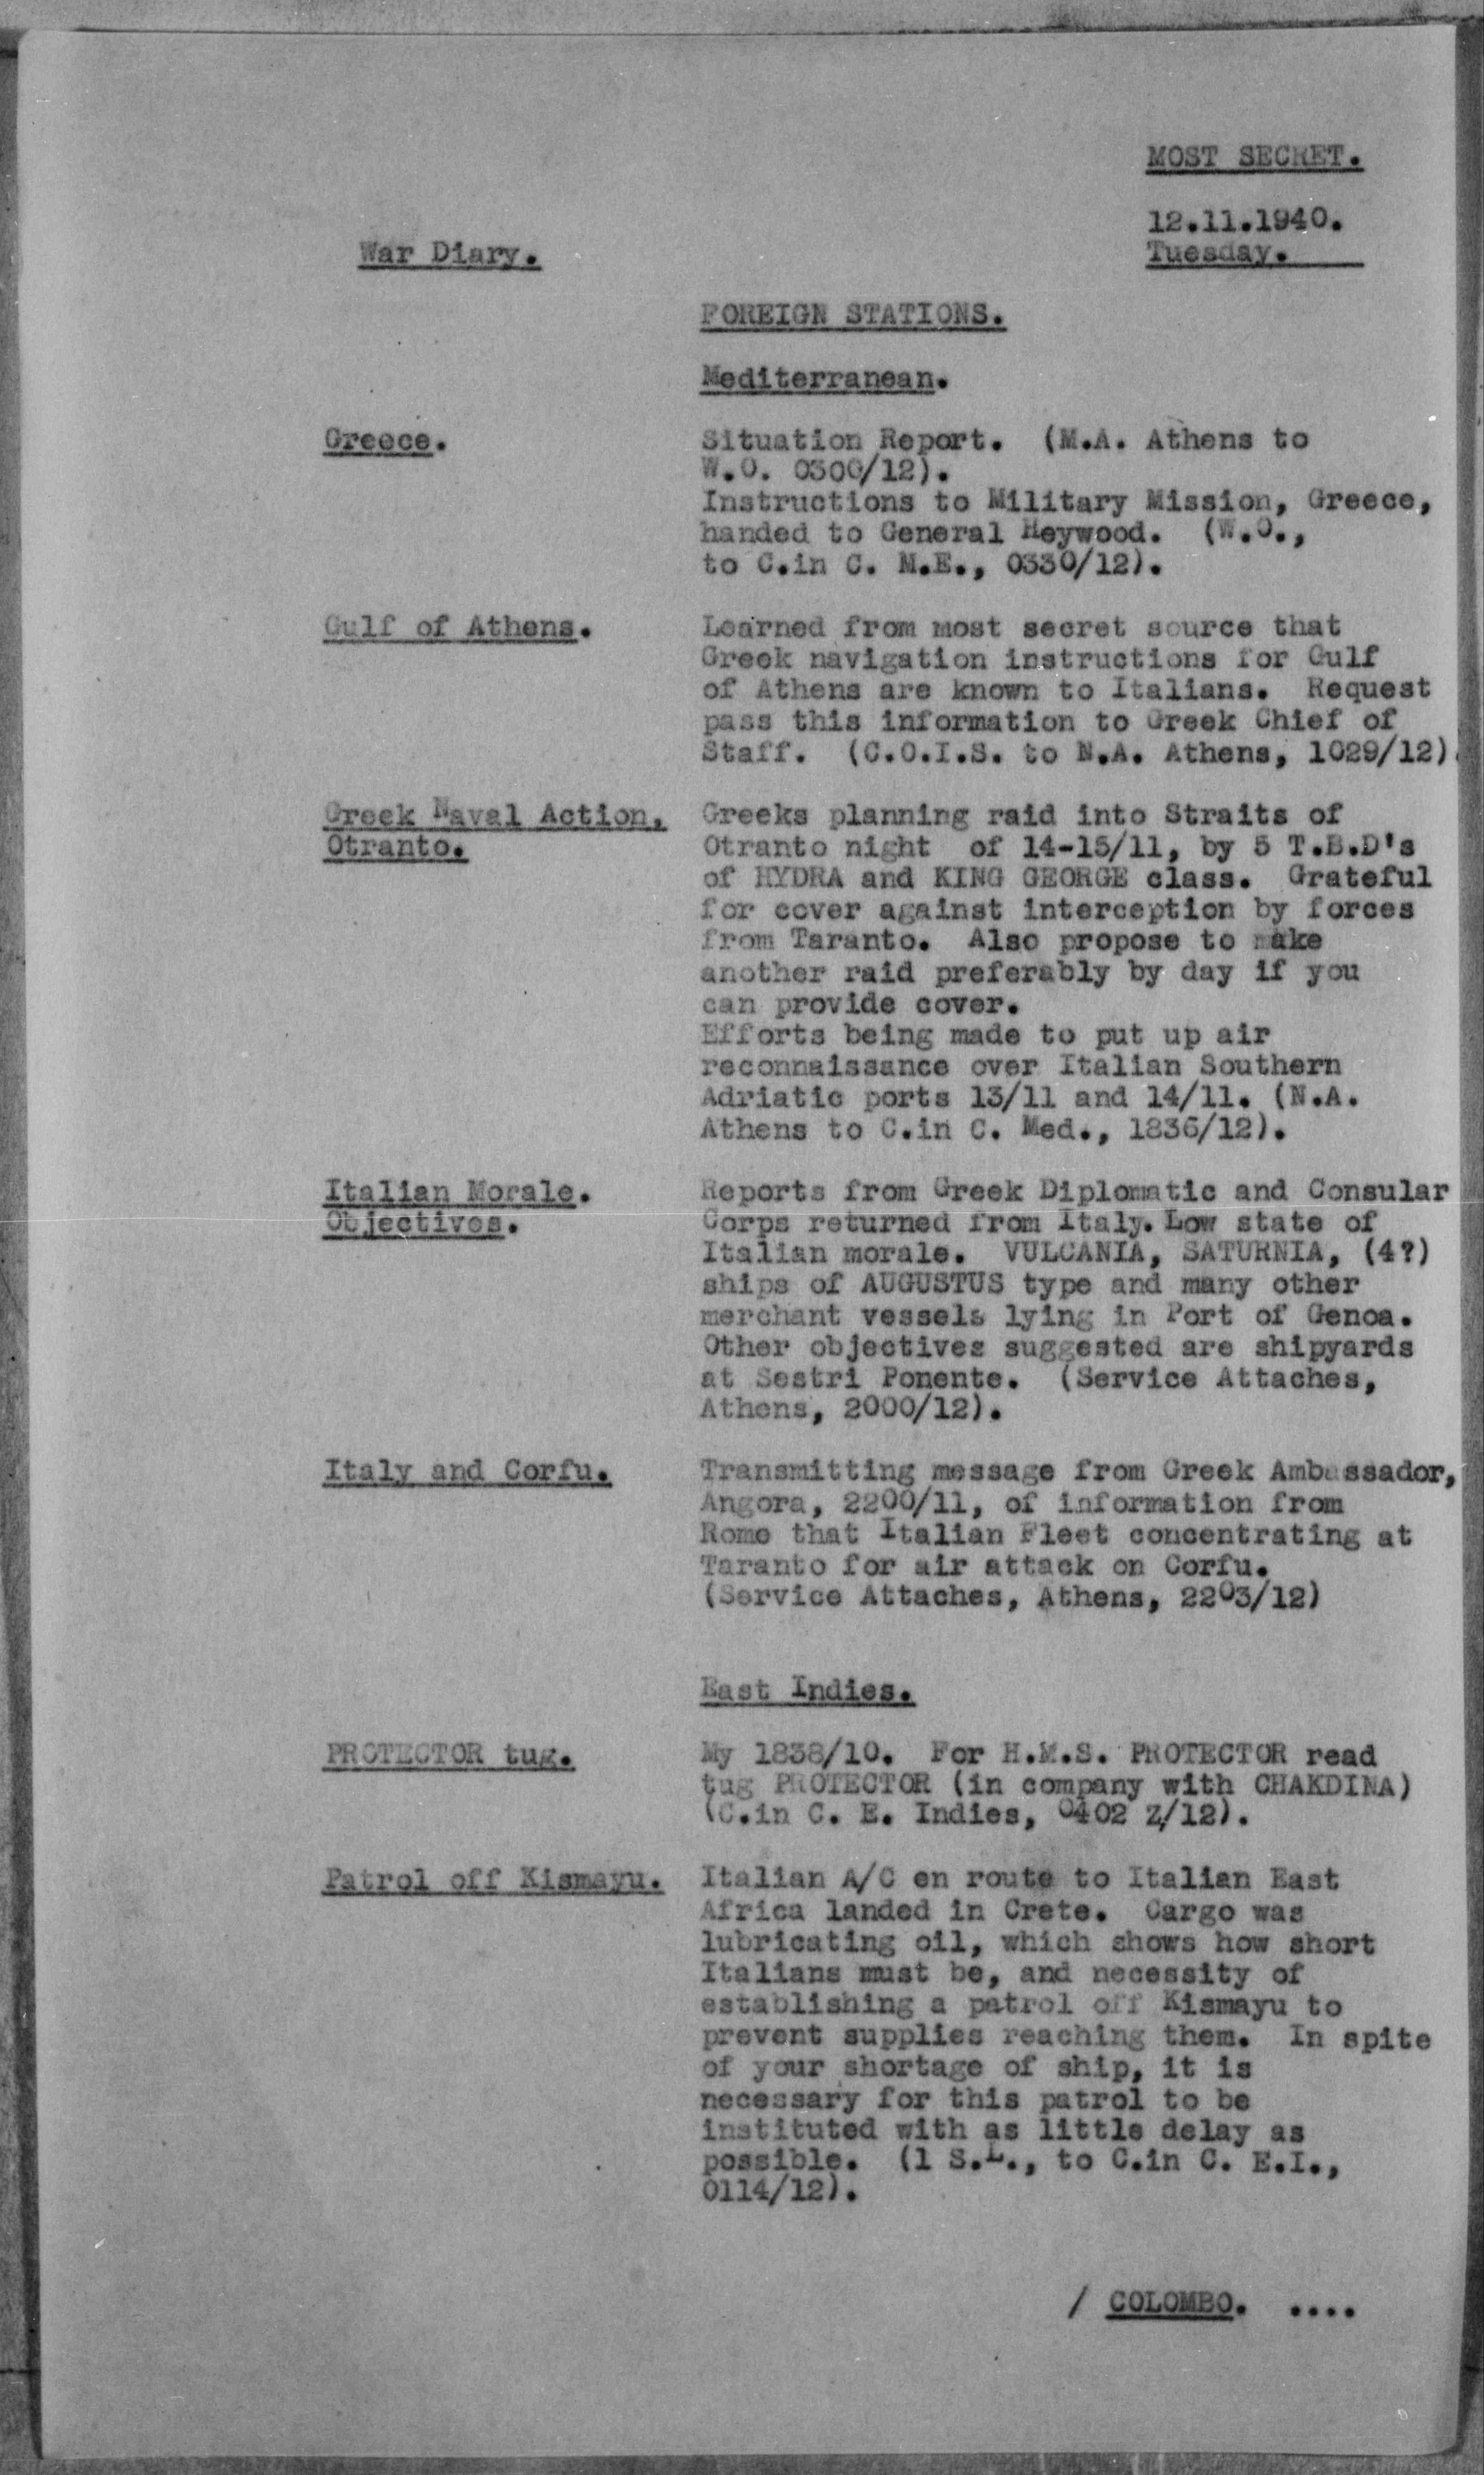 MOST SECRET.
12.11.1940.
War Diary.
Tuesday.
FOREIGN STATIONS.
Mediterranean.
Greece.
Situation Report. (M.A. Athens to
W.O. 0300/12).
Instructions to Military Mission, Greece,
handed to General Heywood. (W.O.,
to C.in C. M.E., 0330/12).
Gulf of Athens.
Learned from most secret source that
Greek navigation instructions for Gulf
of Athens are known to Italians. Request
pass this information to Greek Chief of
Staff. (C.O.I.S. to N.A. Athens, 1029/12)
Greek Naval Action,
Otranto.
Greeks planning raid into Straits of
Otranto night of 14-15/11, by 5 T.B.D's
of HYDRA and KING GEORGE class. Grateful
for cover against interception by forces
from Taranto. Also propose to make
another raid preferably by day if you
can provide cover.
Efforts being made to put up air
reconnaissance over Italian Southern
Adriatic ports 13/11 and 14/11. (N.A.
Athens to C.in C. Med., 1836/12).
Italian Morale.
Objectives.
Reports from Greek Diplomatic and Consular
Corps returned from Italy. Low state of
Italian morale. VULCANIA, SATURNIA, (4?)
ships of AUGUSTUS type and many other
merchant vessels lying in Port of Genoa.
Other objectives suggested are shipyards
at Sestri Ponente. (Service Attaches,
Athens, 2000/12).
Italy and Corfu.
Transmitting message from Greek Ambassador,
Angora, 2200/11, of information from
Rome that Italian Fleet concentrating at
Taranto for air attack on Corfu.
(Service Attaches, Athens, 2203/12)
East Indies.
PROTECTOR tug.
My 1838/10. For H.M.S. PROTECTOR read
tug PROTECTOR (in company with CHAKDINA)
(C.in C. E. Indies, 0402 Z/12).
Patrol off Kismayu.
Italian A/C en route to Italian East
Africa landed in Crete. Cargo was
lubricating oil, which shows how short
Italians must be, and necessity of
establishing a patrol off Kismayu to
prevent supplies reaching them. In spite
of your shortage of ship, it is
necessary for this patrol to be
instituted with as little delay as
possible. (1 S.L., to C.in C. E.I.,
0114/12).
/ COLOMBO. ....